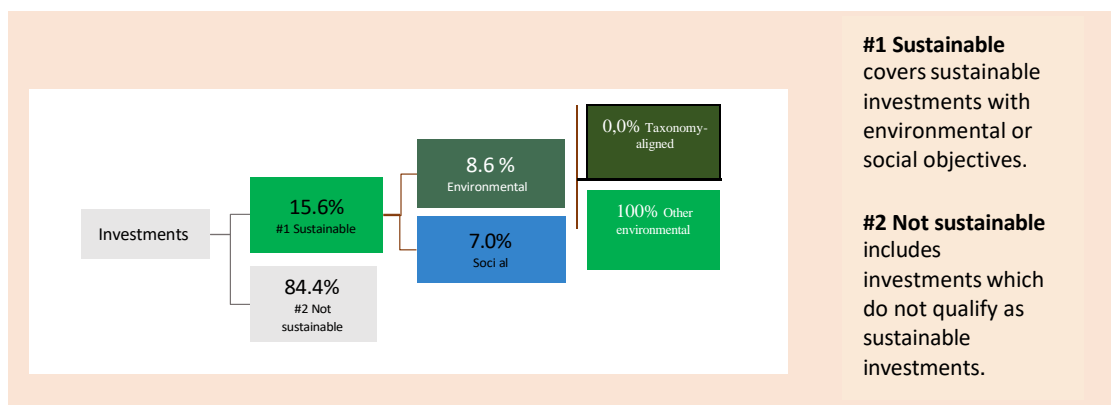 Investments
15.6%
#1 Sustainable
84.4%
#2 Not
sustainable
8.6 %
Environmental
7.0%
Soci al
0,0% Taxonomy-
aligned
100% Other
environmental
#1 Sustainable
covers sustainable
investments with
environmental or
social objectives.
#2 Not sustainable
includes
investments which
do not qualify as
sustainable
investments.